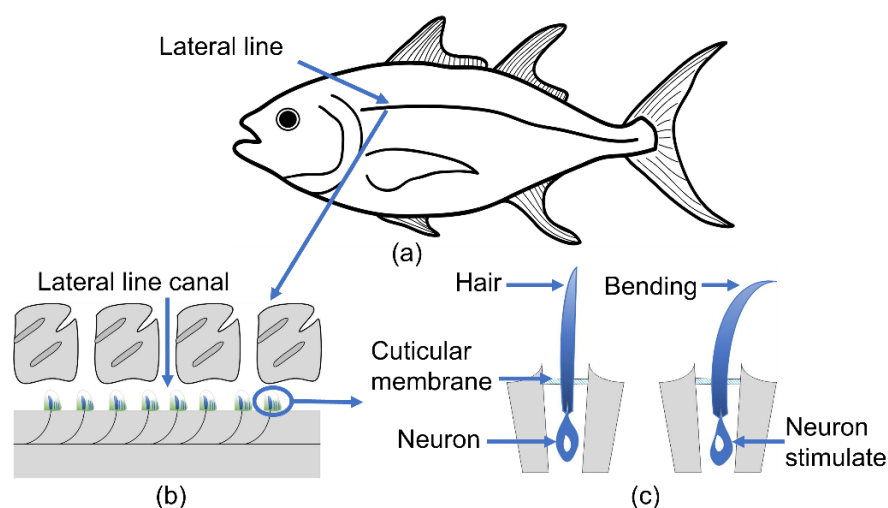 Lateral line
(a)
Lateral line canal
(b)
Hair
Bending
Cuticular
membrane
Neuron
Neuron
stimulate
(c)